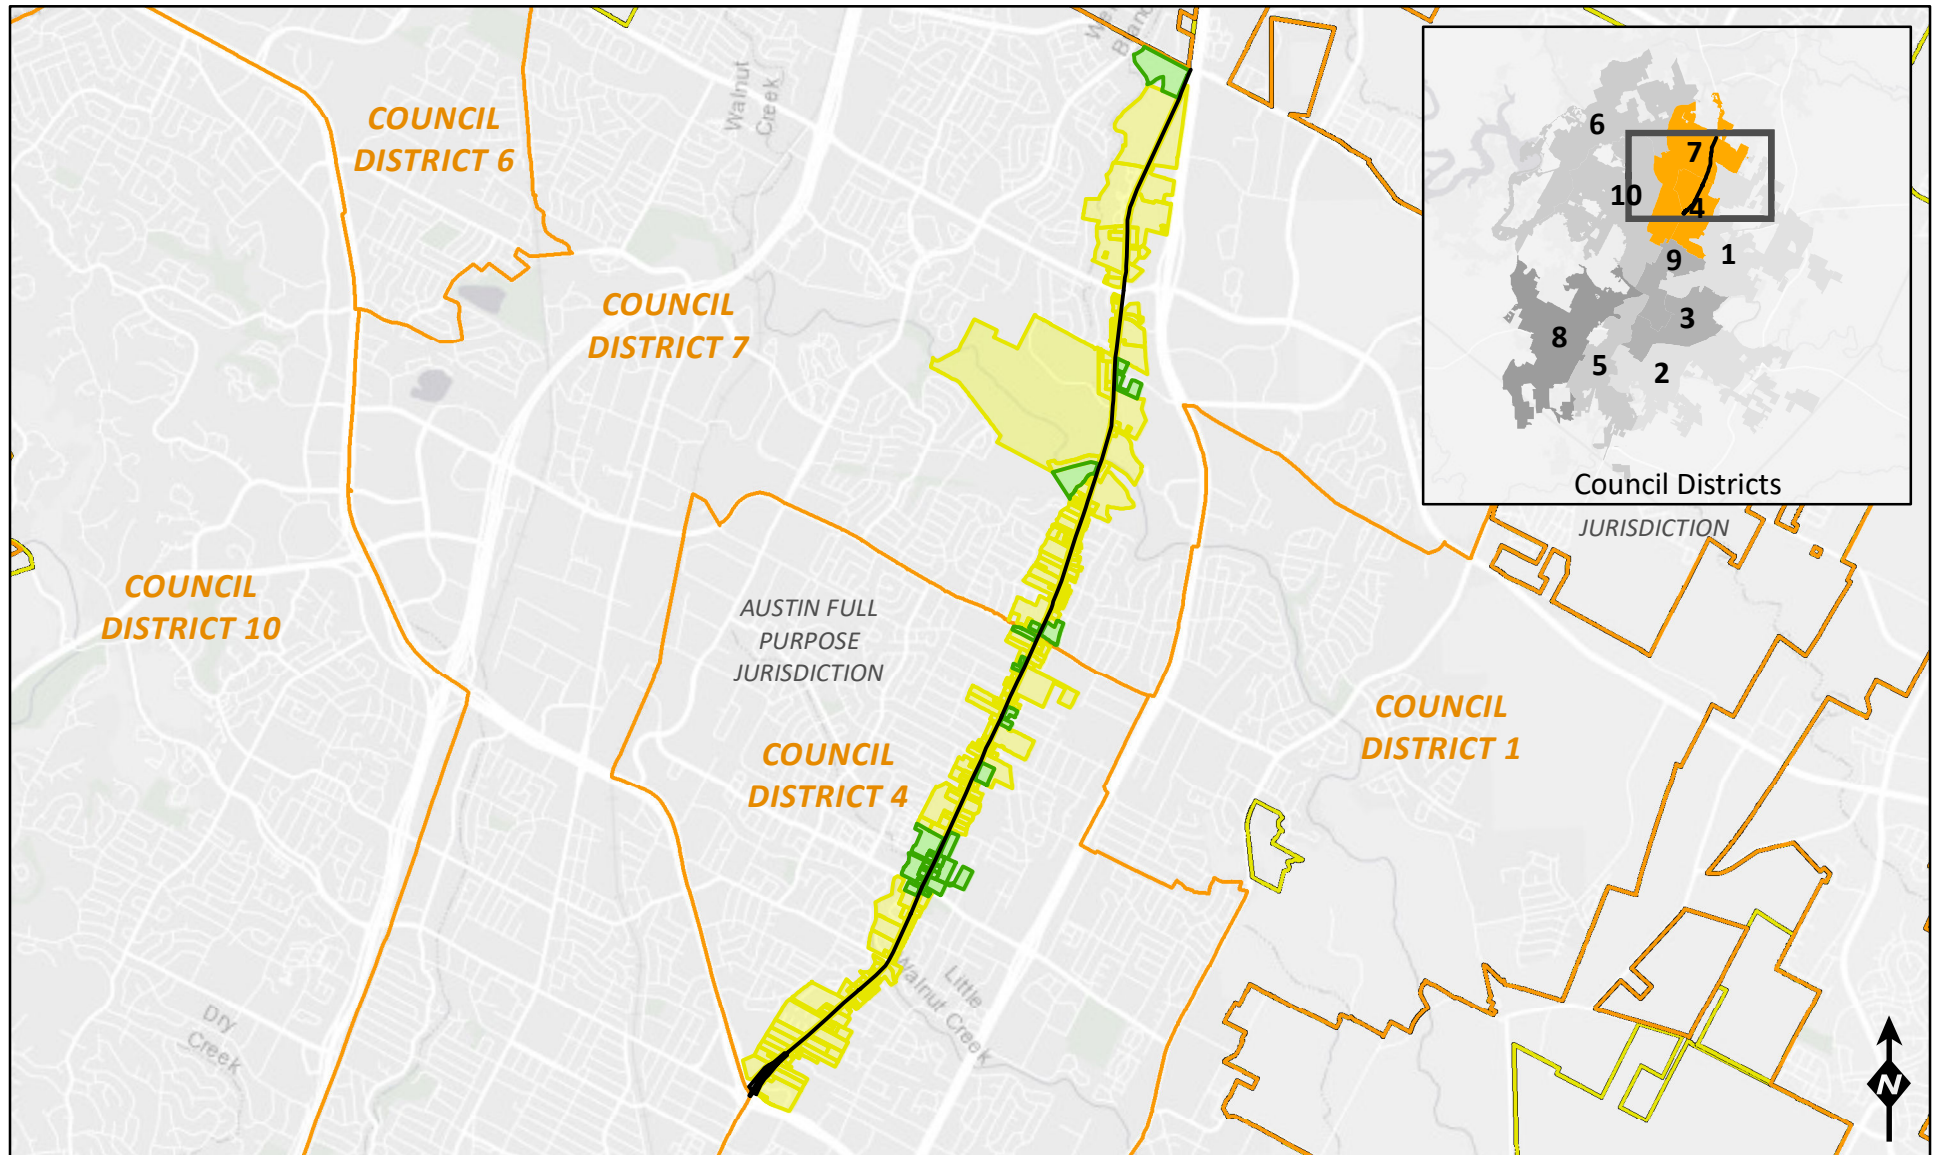 Walnut
Creek
COUNCIL
DISTRICT 6
COUNCIL
DISTRICT 7
6
7
10
4
9
1
8
3
5
2
Council Districts
JURISDICTION
COUNCIL
DISTRICT 10
AUSTIN FULL
PURPOSE
JURISDICTION
COUNCIL
DISTRICT 4
COUNCIL
DISTRICT 1
Little
Walnut Creek
Dry
Creek
N